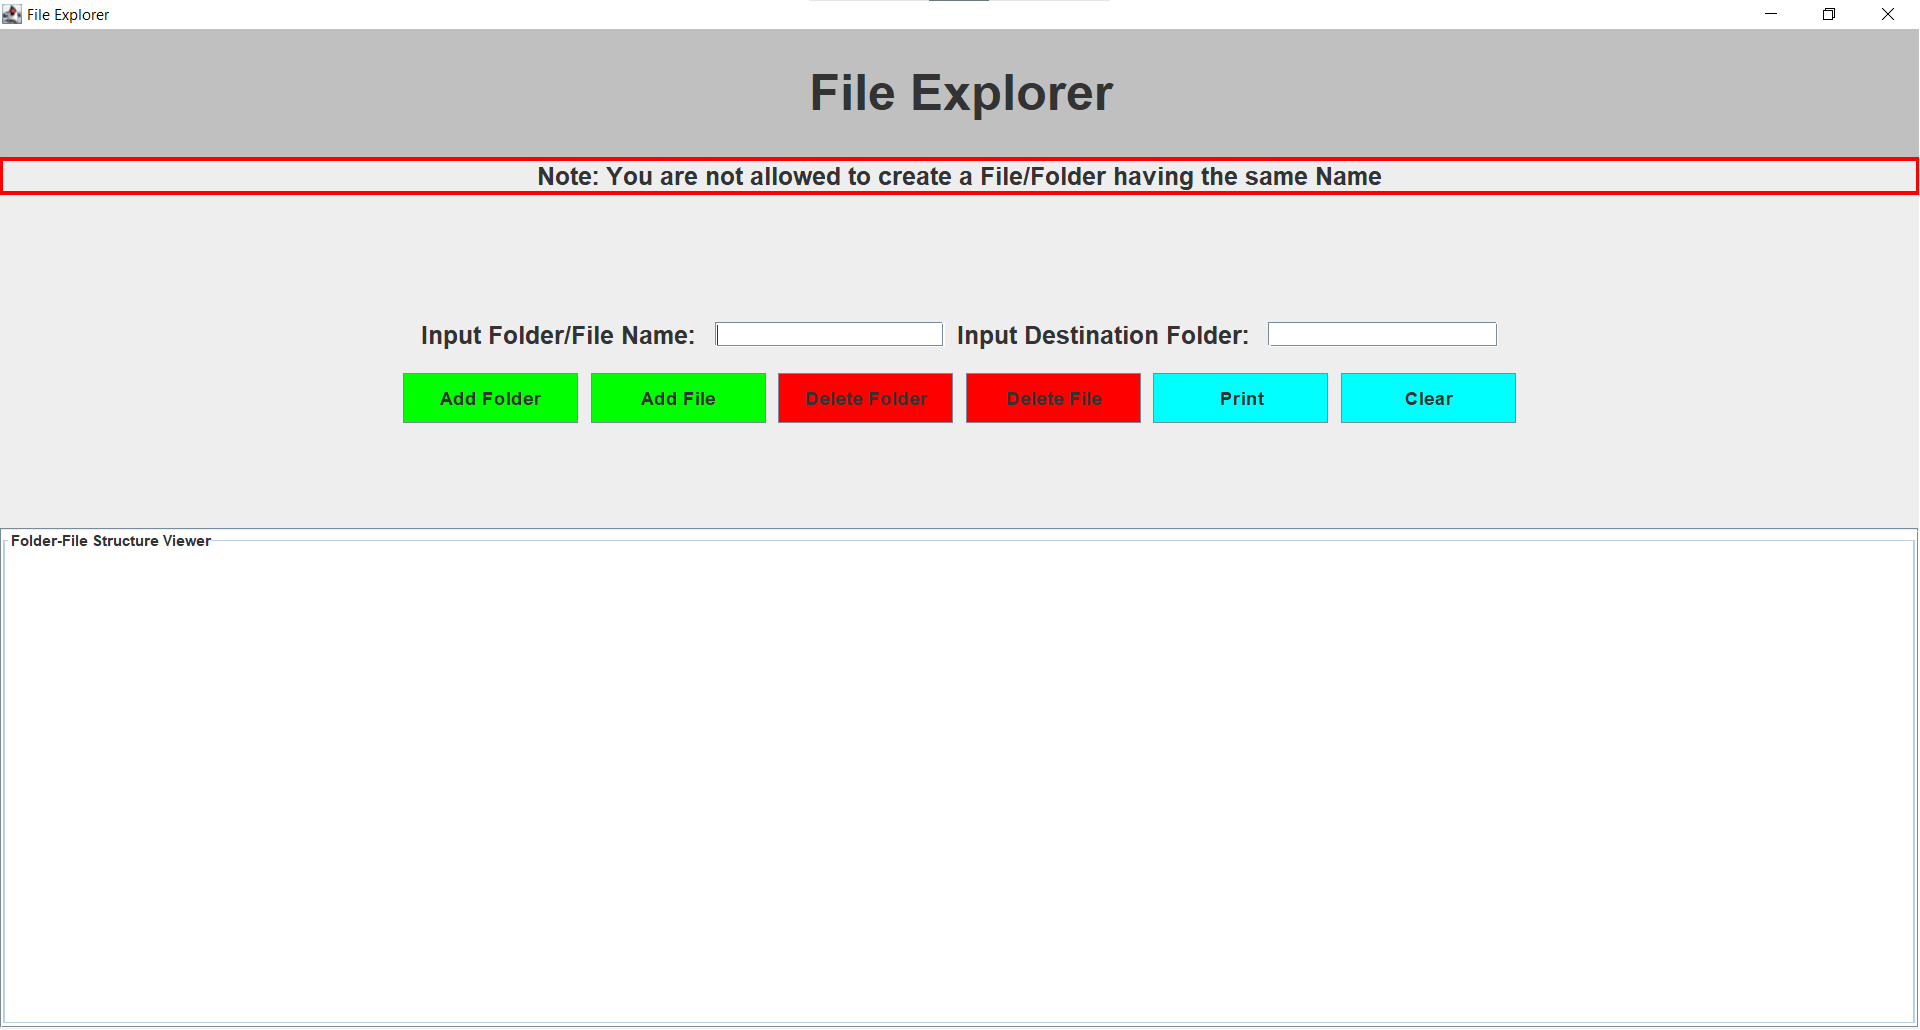 File Explorer
File Explorer
Note: You are not allowed to create a File/Folder having the same Name
Input Folder/File Name: Input Destination Folder:
Add Folder Add File Delete Folder Delete File Print Clear
Folder-File Structure Viewer